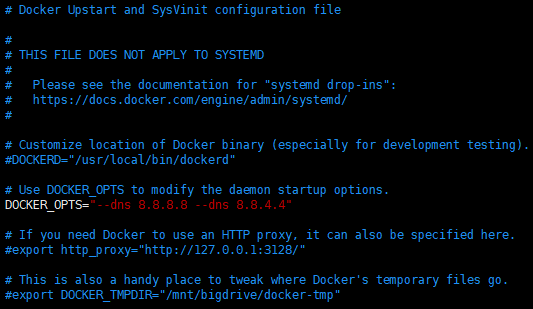 # Docker Upstart and SysVinit configuration file
#
# THIS FILE DOES NOT APPLY TO SYSTEMD
#
#   Please see the documentation for "systemd drop-ins":
#   https://docs.docker.com/engine/admin/systemd/
#
# Customize location of Docker binary (especially for development testing).
#DOCKERD="/usr/local/bin/dockerd"
# Use DOCKER_OPTS to modify the daemon startup options.
DOCKER_OPTS="--dns 8.8.8.8 --dns 8.8.4.4"
# If you need Docker to use an HTTP proxy, it can also be specified here.
#export http_proxy="http://127.0.0.1:3128/"
# This is also a handy place to tweak where Docker's temporary files go.
#export DOCKER_TMPDIR="/mnt/bigdrive/docker-tmp"